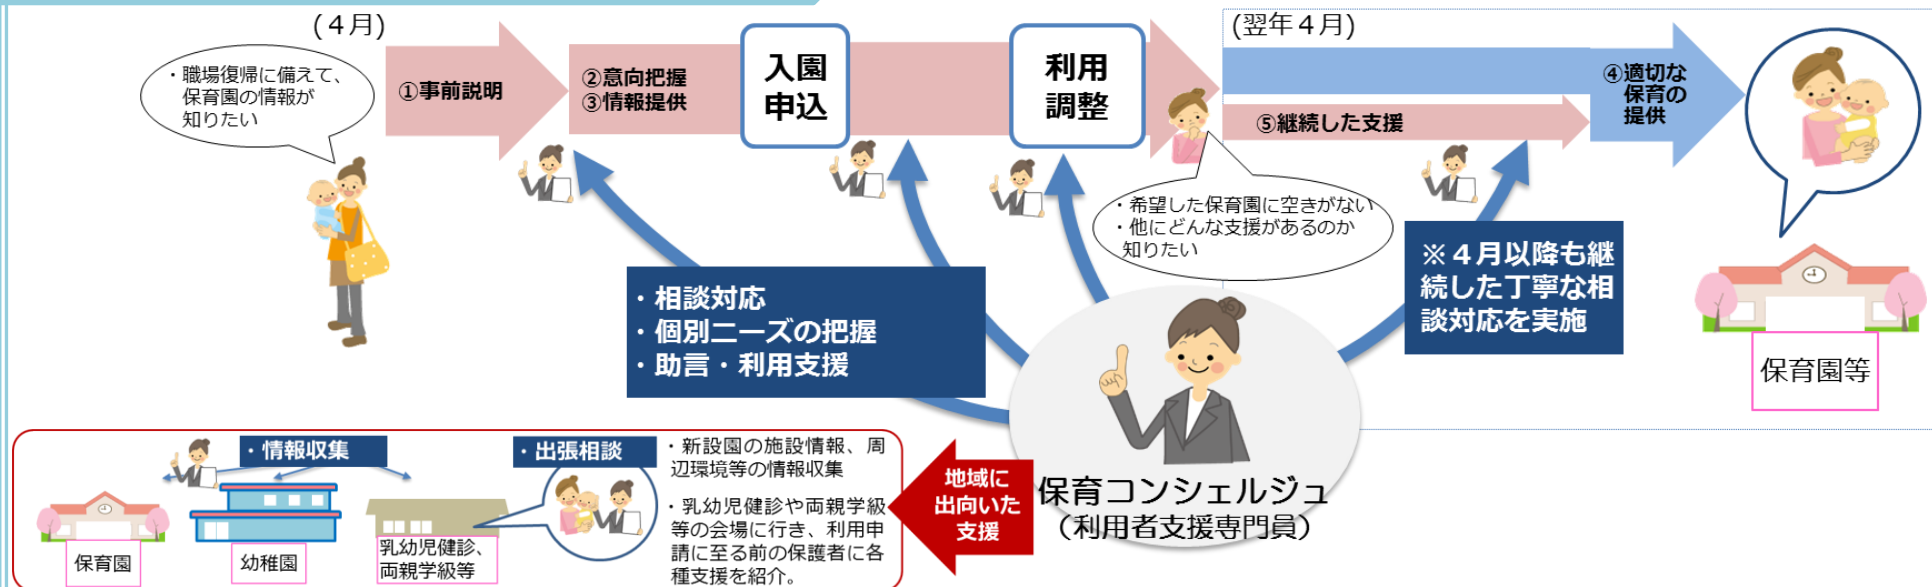 (４月)
・職場復帰に備えて、
保育園の情報が
知りたい
①事前説明
②意向把握
③情報提供
入園
申込
利用
調整
(翌年４月)
⑤継続した支援
④適切な
保育の
提供
・希望した保育園に空きがない
・他にどんな支援があるのか
知りたい
・相談対応
・個別ニーズの把握
・助言・利用支援
※４月以降も継
続した丁寧な相
談対応を実施
保育園等
保育コンシェルジュ
（利用者支援専門員）
地域に
出向いた
支援
・情報収集
・出張相談
保育園
幼稚園
乳幼児健診、
両親学級等
・新設園の施設情報、周
辺環境等の情報収集
・乳幼児健診や両親学級
等の会場に行き、利用申
請に至る前の保護者に各
種支援を紹介。